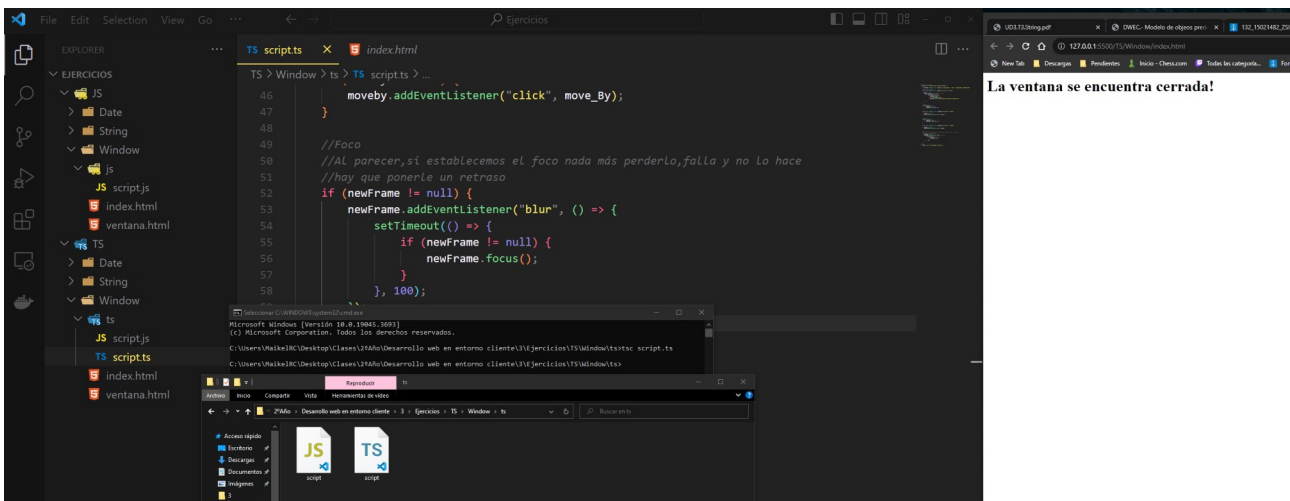 File Edit Selection View Go ··· Ejercicios
EXPLORER
EJERCICIOS
JS
Date
String
Window
js
JS script.js
index.html
ventana.html
TS
Date
String
Window
ts
JS script.js
TS script.ts
index.html
ventana.html
TS script.ts index.html
TS > Window > ts > TS script.ts > ...
46 moveby.addEventListener("click", move_By);
47 }
48
49 //Foco
50 //Al parecer,si establecemos el foco nada más perderlo,falla y no lo hace
51 //hay que ponerle un retraso
52 if (newFrame != null) {
53 newFrame.addEventListener("blur", () => {
54 setTimeout(() => {
55 if (newFrame != null) {
56 newFrame.focus();
57 }
58 }, 100);
Seleccionar C:\WINDOWS\system32\cmd.exe
Microsoft Windows [Versión 10.0.19045.3693]
(c) Microsoft Corporation. Todos los derechos reservados.
C:\Users\MaikelRC\Desktop\Clases\2ºAño\Desarrollo web en entorno cliente\3\Ejercicios\TS\Window\ts>tsc script.ts
C:\Users\MaikelRC\Desktop\Clases\2ºAño\Desarrollo web en entorno cliente\3\Ejercicios\TS\Window\ts>
Reproducir ts
Archivo Inicio Compartir Vista Herramientas de vídeo
2ºAño > Desarrollo web en entorno cliente > 3 > Ejercicios > TS > Window > ts Buscar en ts
Acceso rápido
Escritorio
Descargas
Documentos
Imágenes
3
JS
script
TS
script
UD3.T3.String.pdf DWEC.- Modelo de objeos pred
127.0.0.1:5500/TS/Window/index.html
New Tab Descargas Pendientes Inicio - Chess.com Todas las categoría... For
La ventana se encuentra cerrada!